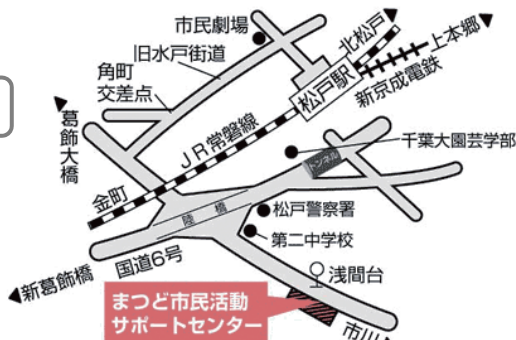 市民劇場
旧水戸街道
角町
交差点
北松戸
上本郷
松戸駅
新京成電鉄
葛飾大橋
JR常磐線
千葉大園芸学部
トンネル
金町
陸橋
松戸警察署
第二中学校
国道6号
新葛飾橋
浅間台
まつど市民活動
サポートセンター
市川